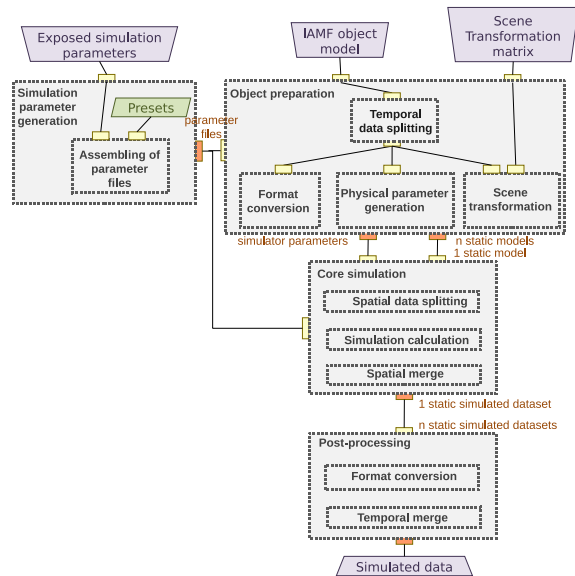 Exposed simulation
parameters
IAMF object
model
Scene
Transformation
matrix
Simulation
parameter
generation
Presets
Assembling of
parameter
files
parameter
files
Object preparation
Temporal
data splitting
Format
conversion
Physical parameter
generation
Scene
transformation
simulator parameters
n static models
1 static model
Core simulation
Spatial data splitting
Simulation calculation
Spatial merge
1 static simulated dataset
n static simulated datasets
Post-processing
Format conversion
Temporal merge
Simulated data